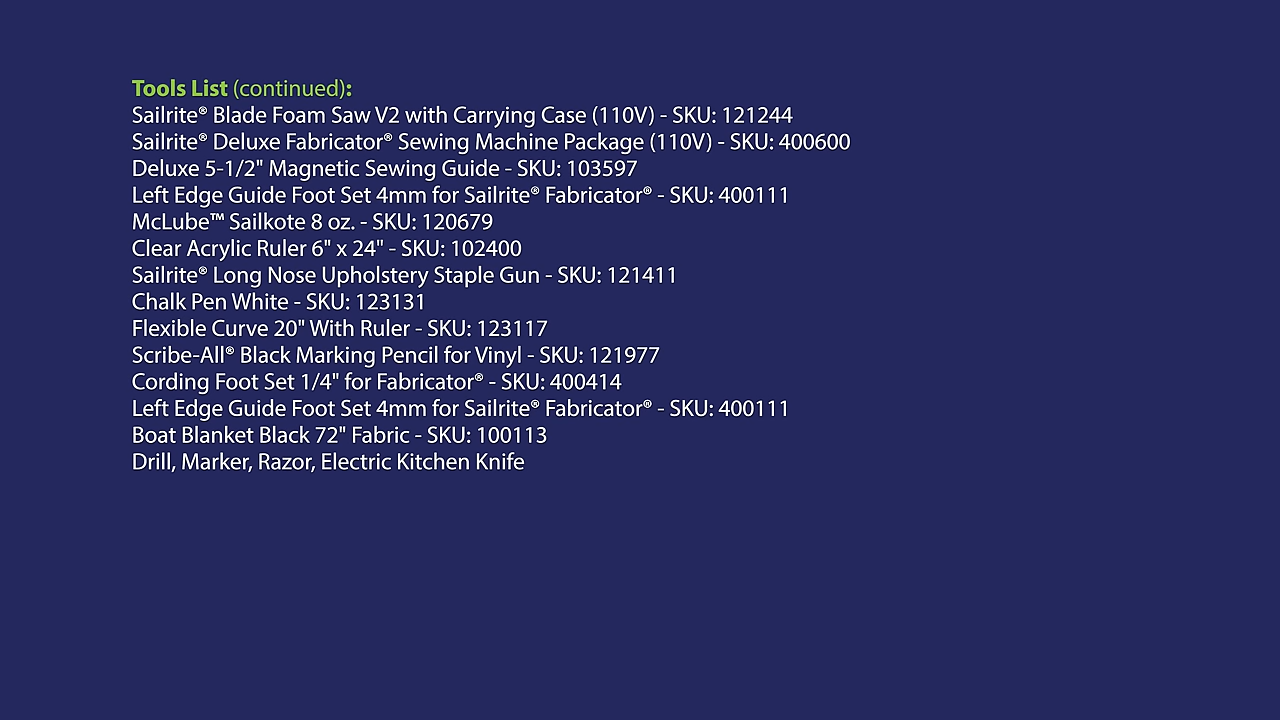 Tools List (continued):
Sailrite® Blade Foam Saw V2 with Carrying Case (110V) - SKU: 121244
Sailrite® Deluxe Fabricator® Sewing Machine Package (110V) - SKU: 400600
Deluxe 5-1/2" Magnetic Sewing Guide - SKU: 103597
Left Edge Guide Foot Set 4mm for Sailrite® Fabricator® - SKU: 400111
McLube™ Sailkote 8 oz. - SKU: 120679
Clear Acrylic Ruler 6" x 24" - SKU: 102400
Sailrite® Long Nose Upholstery Staple Gun - SKU: 121411
Chalk Pen White - SKU: 123131
Flexible Curve 20" With Ruler - SKU: 123117
Scribe-All® Black Marking Pencil for Vinyl - SKU: 121977
Cording Foot Set 1/4" for Fabricator® - SKU: 400414
Left Edge Guide Foot Set 4mm for Sailrite® Fabricator® - SKU: 400111
Boat Blanket Black 72" Fabric - SKU: 100113
Drill, Marker, Razor, Electric Kitchen Knife